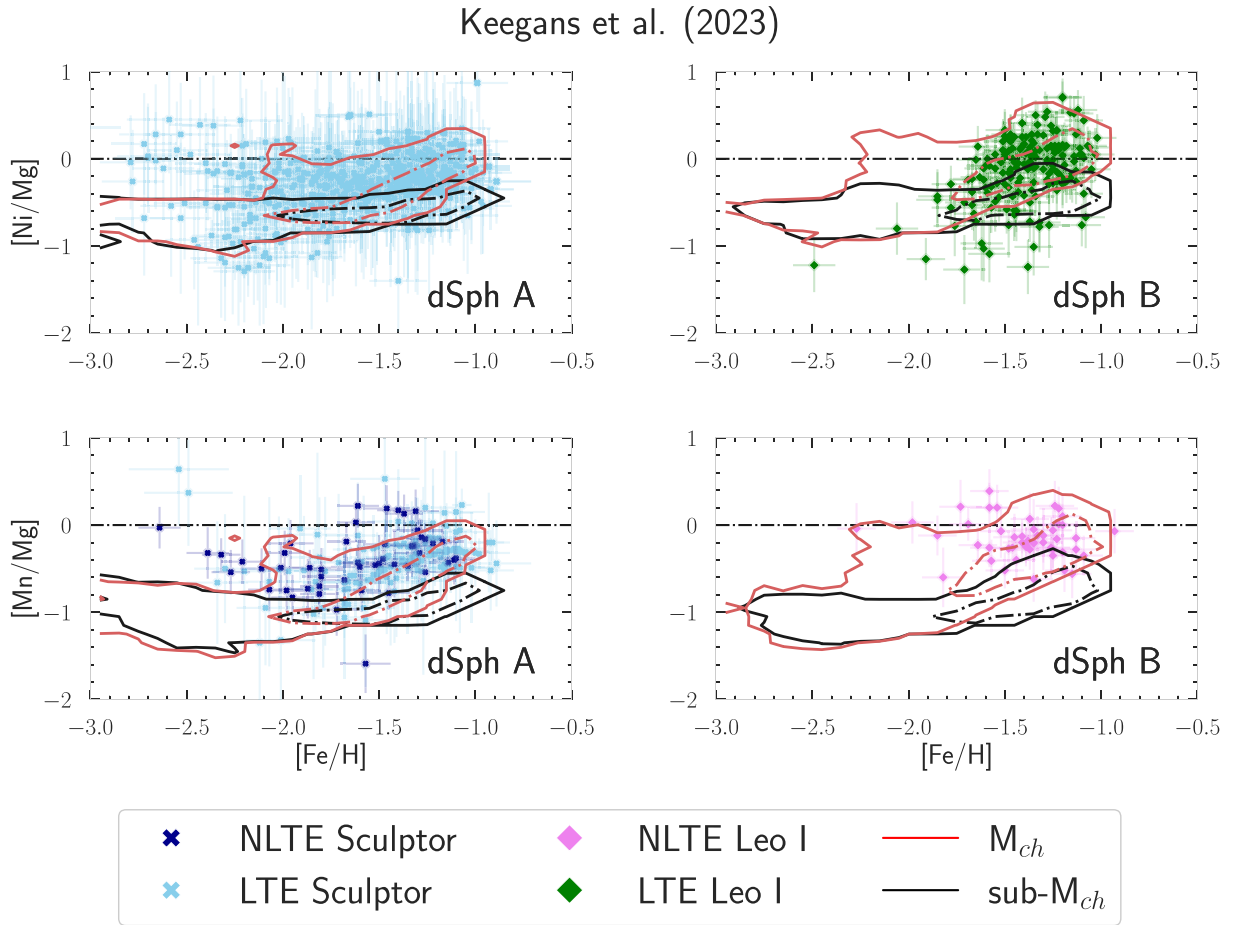 Keegans et al. (2023)
[Ni/Mg]
1
0
−1
−2
dSph A
−3.0 −2.5 −2.0 −1.5 −1.0 −0.5
1
0
−1
−2
dSph B
−3.0 −2.5 −2.0 −1.5 −1.0 −0.5
[Mn/Mg]
1
0
−1
−2
dSph A
−3.0 −2.5 −2.0 −1.5 −1.0 −0.5
[Fe/H]
1
0
−1
−2
dSph B
−3.0 −2.5 −2.0 −1.5 −1.0 −0.5
[Fe/H]
NLTE Sculptor
LTE Sculptor
NLTE Leo I
LTE Leo I
M_ch
sub-M_ch